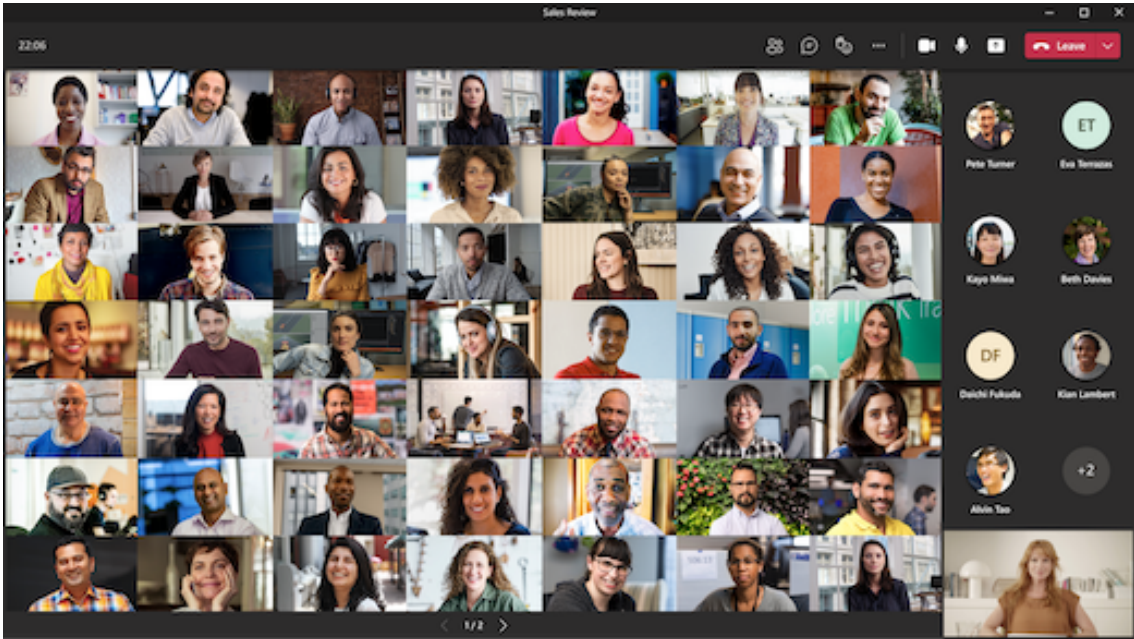 Sales Review
22:06
Leave
ET
Pete Turner
Eva Terrazas
Kayo Miwa
Beth Davies
DF
Daichi Fukuda
Kian Lambert
+2
Alvin Tao
1/2